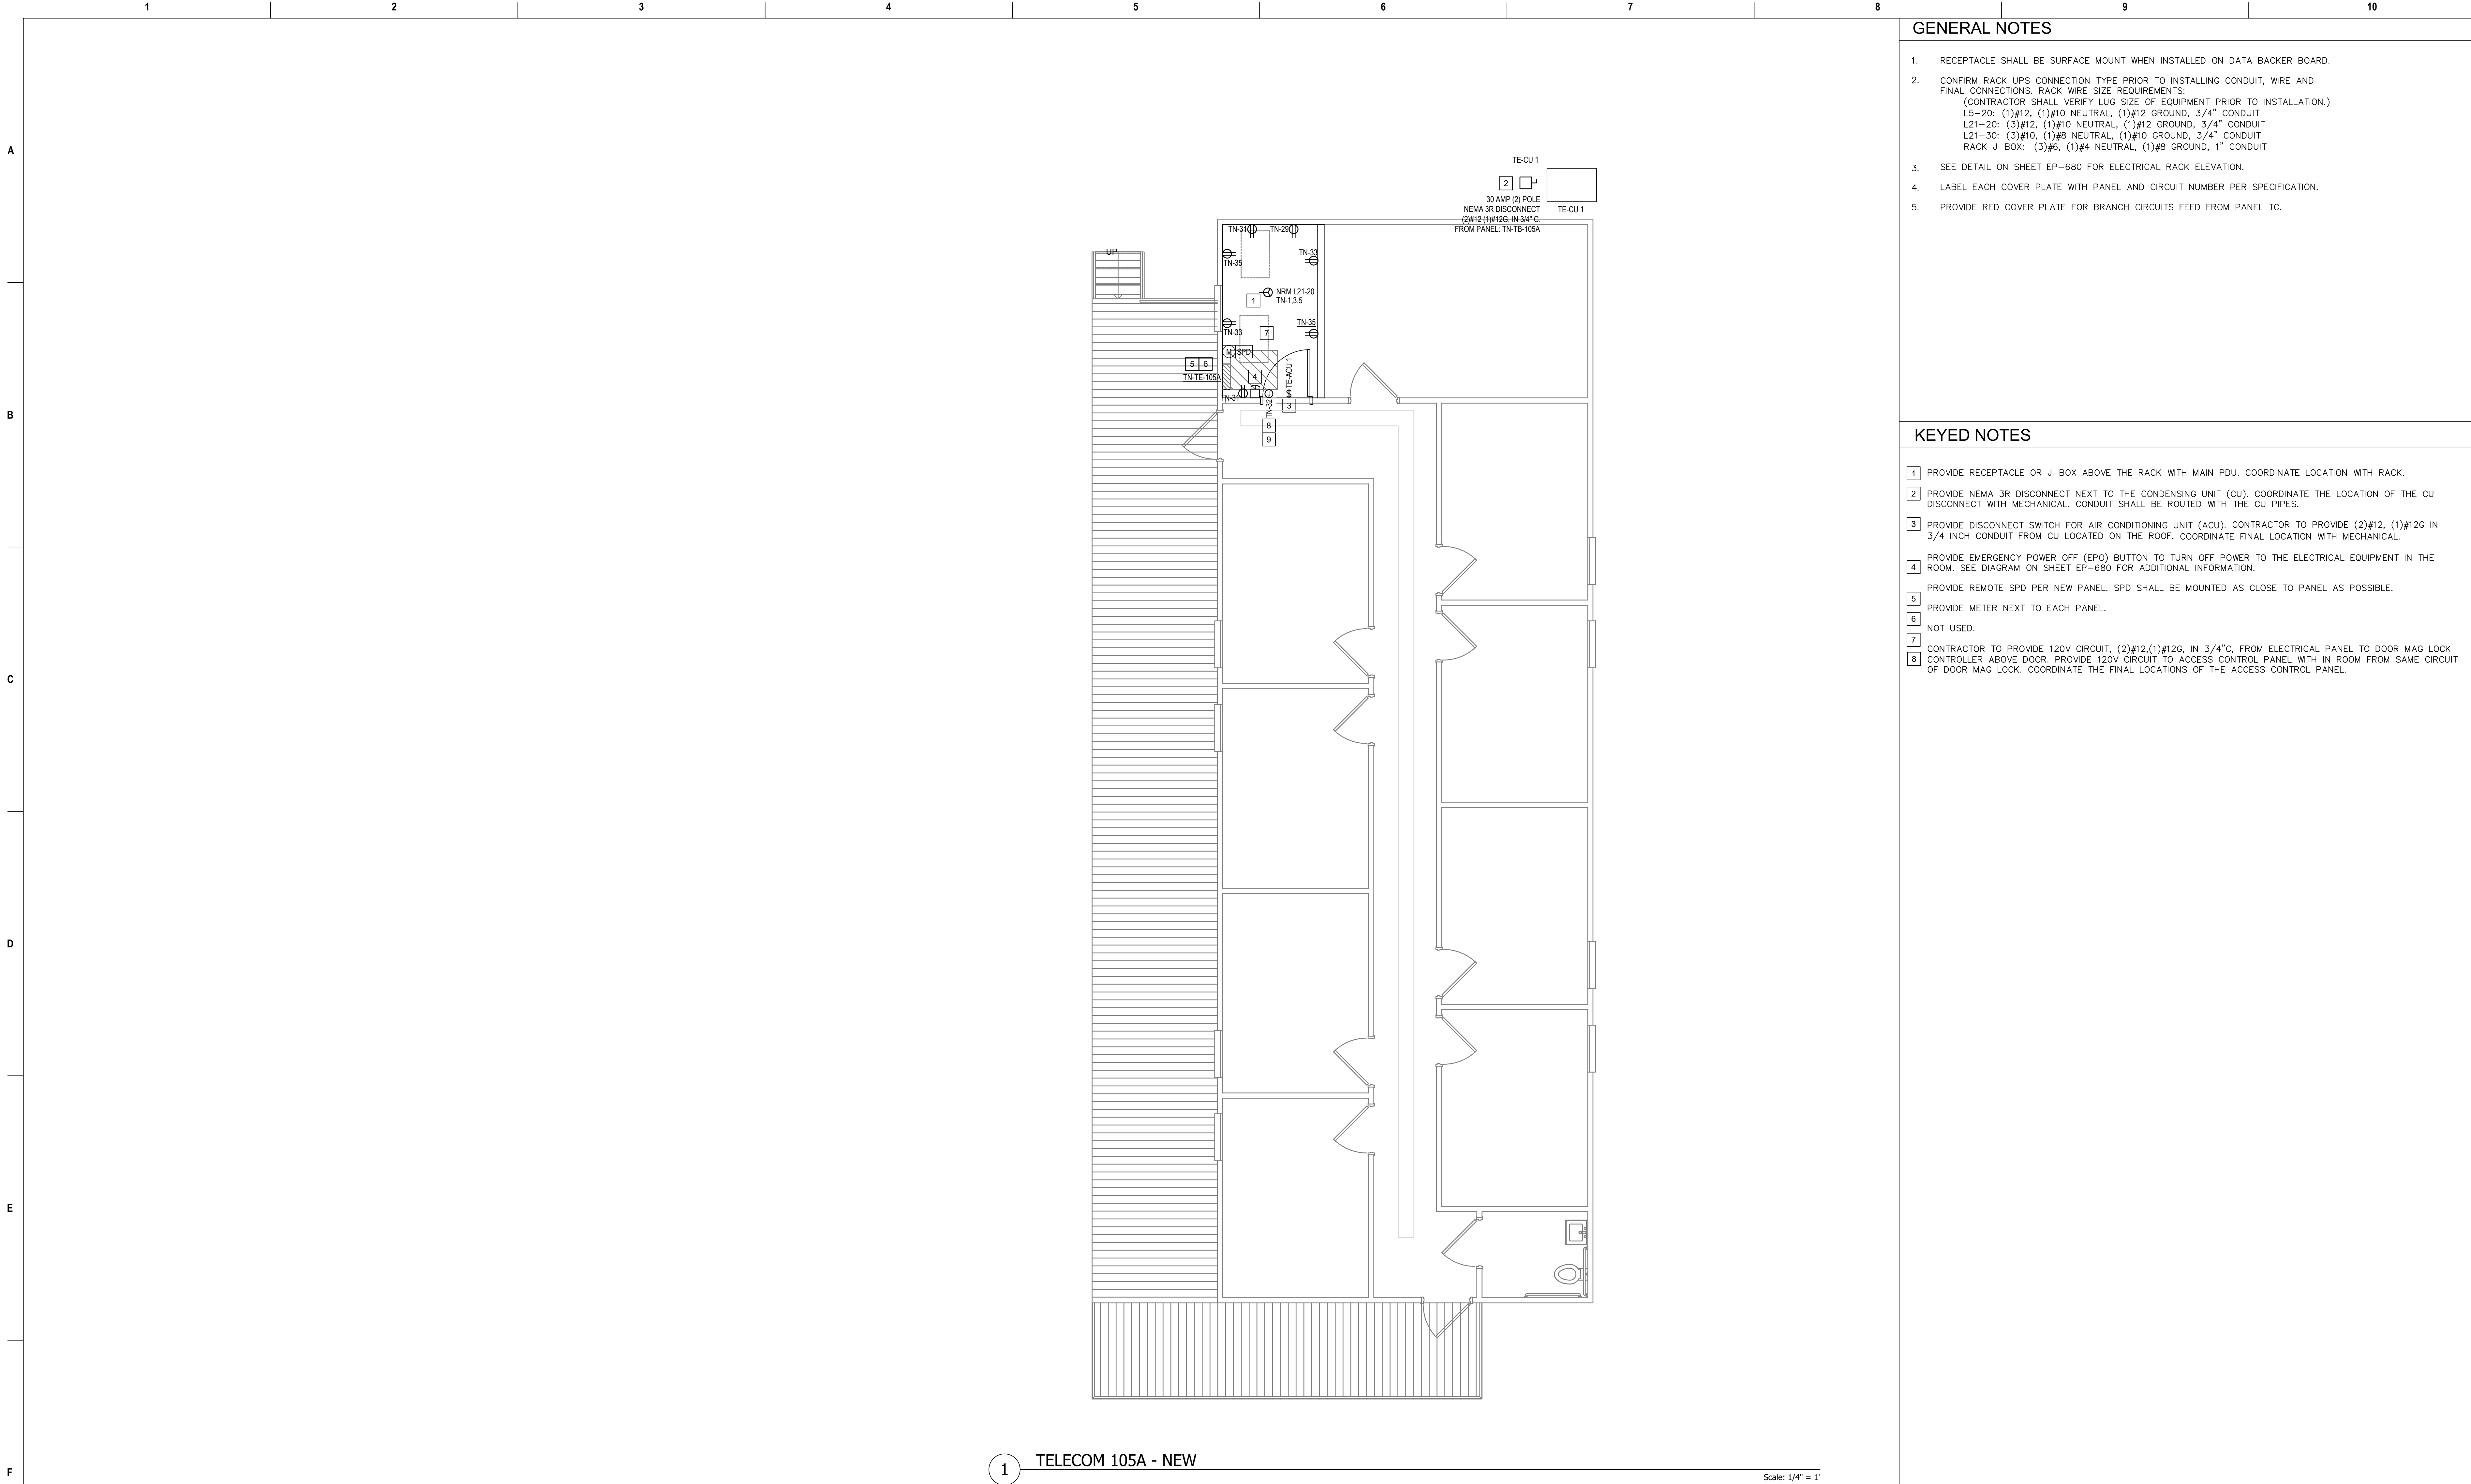 1 2 3 4 5 6 7 8 9 10
A
B
C
D
E
F
TE-CU 1
2
30 AMP (2) POLE
NEMA 3R DISCONNECT
(2)#12 (1)#12G, IN 3/4" C.
FROM PANEL: TN-TB-105A
TE-CU 1
UP
TN-31
TN-29
TN-35
TN-33
1
NRM L21-20
TN-1,3,5
TN-33
7
TN-35
M
SPD
5 6
TN-TE-105A
4
TE-ACU 1
$
TN-31
TN-32
3
8
9
1
TELECOM 105A - NEW
Scale: 1/4" = 1'
GENERAL NOTES
1. RECEPTACLE SHALL BE SURFACE MOUNT WHEN INSTALLED ON DATA BACKER BOARD.
2. CONFIRM RACK UPS CONNECTION TYPE PRIOR TO INSTALLING CONDUIT, WIRE AND
FINAL CONNECTIONS. RACK WIRE SIZE REQUIREMENTS:
(CONTRACTOR SHALL VERIFY LUG SIZE OF EQUIPMENT PRIOR TO INSTALLATION.)
L5-20: (1)#12, (1)#10 NEUTRAL, (1)#12 GROUND, 3/4" CONDUIT
L21-20: (3)#12, (1)#10 NEUTRAL, (1)#12 GROUND, 3/4" CONDUIT
L21-30: (3)#10, (1)#8 NEUTRAL, (1)#10 GROUND, 3/4" CONDUIT
RACK J-BOX: (3)#6, (1)#4 NEUTRAL, (1)#8 GROUND, 1" CONDUIT
3. SEE DETAIL ON SHEET EP-680 FOR ELECTRICAL RACK ELEVATION.
4. LABEL EACH COVER PLATE WITH PANEL AND CIRCUIT NUMBER PER SPECIFICATION.
5. PROVIDE RED COVER PLATE FOR BRANCH CIRCUITS FEED FROM PANEL TC.
KEYED NOTES
1 PROVIDE RECEPTACLE OR J-BOX ABOVE THE RACK WITH MAIN PDU. COORDINATE LOCATION WITH RACK.
2 PROVIDE NEMA 3R DISCONNECT NEXT TO THE CONDENSING UNIT (CU). COORDINATE THE LOCATION OF THE CU
DISCONNECT WITH MECHANICAL. CONDUIT SHALL BE ROUTED WITH THE CU PIPES.
3 PROVIDE DISCONNECT SWITCH FOR AIR CONDITIONING UNIT (ACU). CONTRACTOR TO PROVIDE (2)#12, (1)#12G IN
3/4 INCH CONDUIT FROM CU LOCATED ON THE ROOF. COORDINATE FINAL LOCATION WITH MECHANICAL.
PROVIDE EMERGENCY POWER OFF (EPO) BUTTON TO TURN OFF POWER TO THE ELECTRICAL EQUIPMENT IN THE
4 ROOM. SEE DIAGRAM ON SHEET EP-680 FOR ADDITIONAL INFORMATION.
PROVIDE REMOTE SPD PER NEW PANEL. SPD SHALL BE MOUNTED AS CLOSE TO PANEL AS POSSIBLE.
5
PROVIDE METER NEXT TO EACH PANEL.
6
NOT USED.
7
CONTRACTOR TO PROVIDE 120V CIRCUIT, (2)#12,(1)#12G, IN 3/4"C, FROM ELECTRICAL PANEL TO DOOR MAG LOCK
8 CONTROLLER ABOVE DOOR. PROVIDE 120V CIRCUIT TO ACCESS CONTROL PANEL WITH IN ROOM FROM SAME CIRCUIT
OF DOOR MAG LOCK. COORDINATE THE FINAL LOCATIONS OF THE ACCESS CONTROL PANEL.